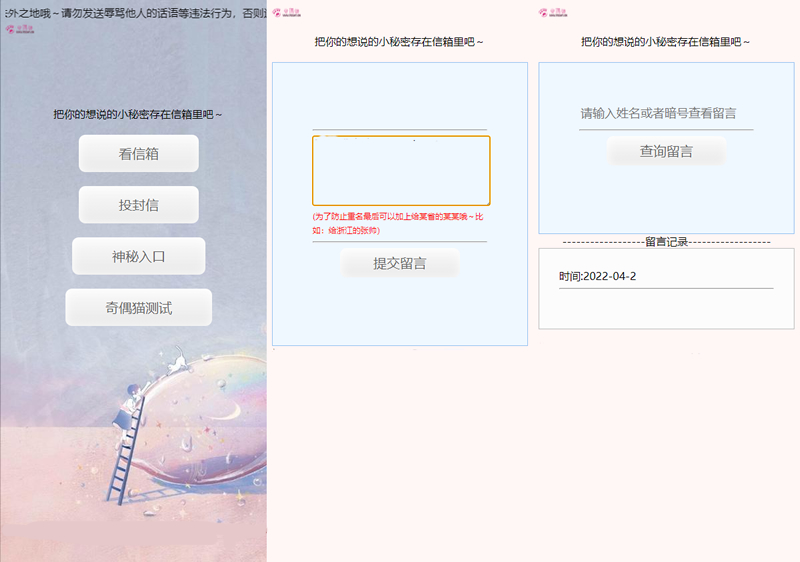 外之地哦～请勿发送辱骂他人的话语等违法行为，否则
把你的想说的小秘密存在信箱里吧～
看信箱
投封信
神秘入口
奇偶猫测试
把你的想说的小秘密存在信箱里吧～
(为了防止重名最后可以加上给某省的某某哦～比
如：给浙江的张帅)
提交留言
把你的想说的小秘密存在信箱里吧～
请输入姓名或者暗号查看留言
查询留言
------------------留言记录------------------
时间:2022-04-2